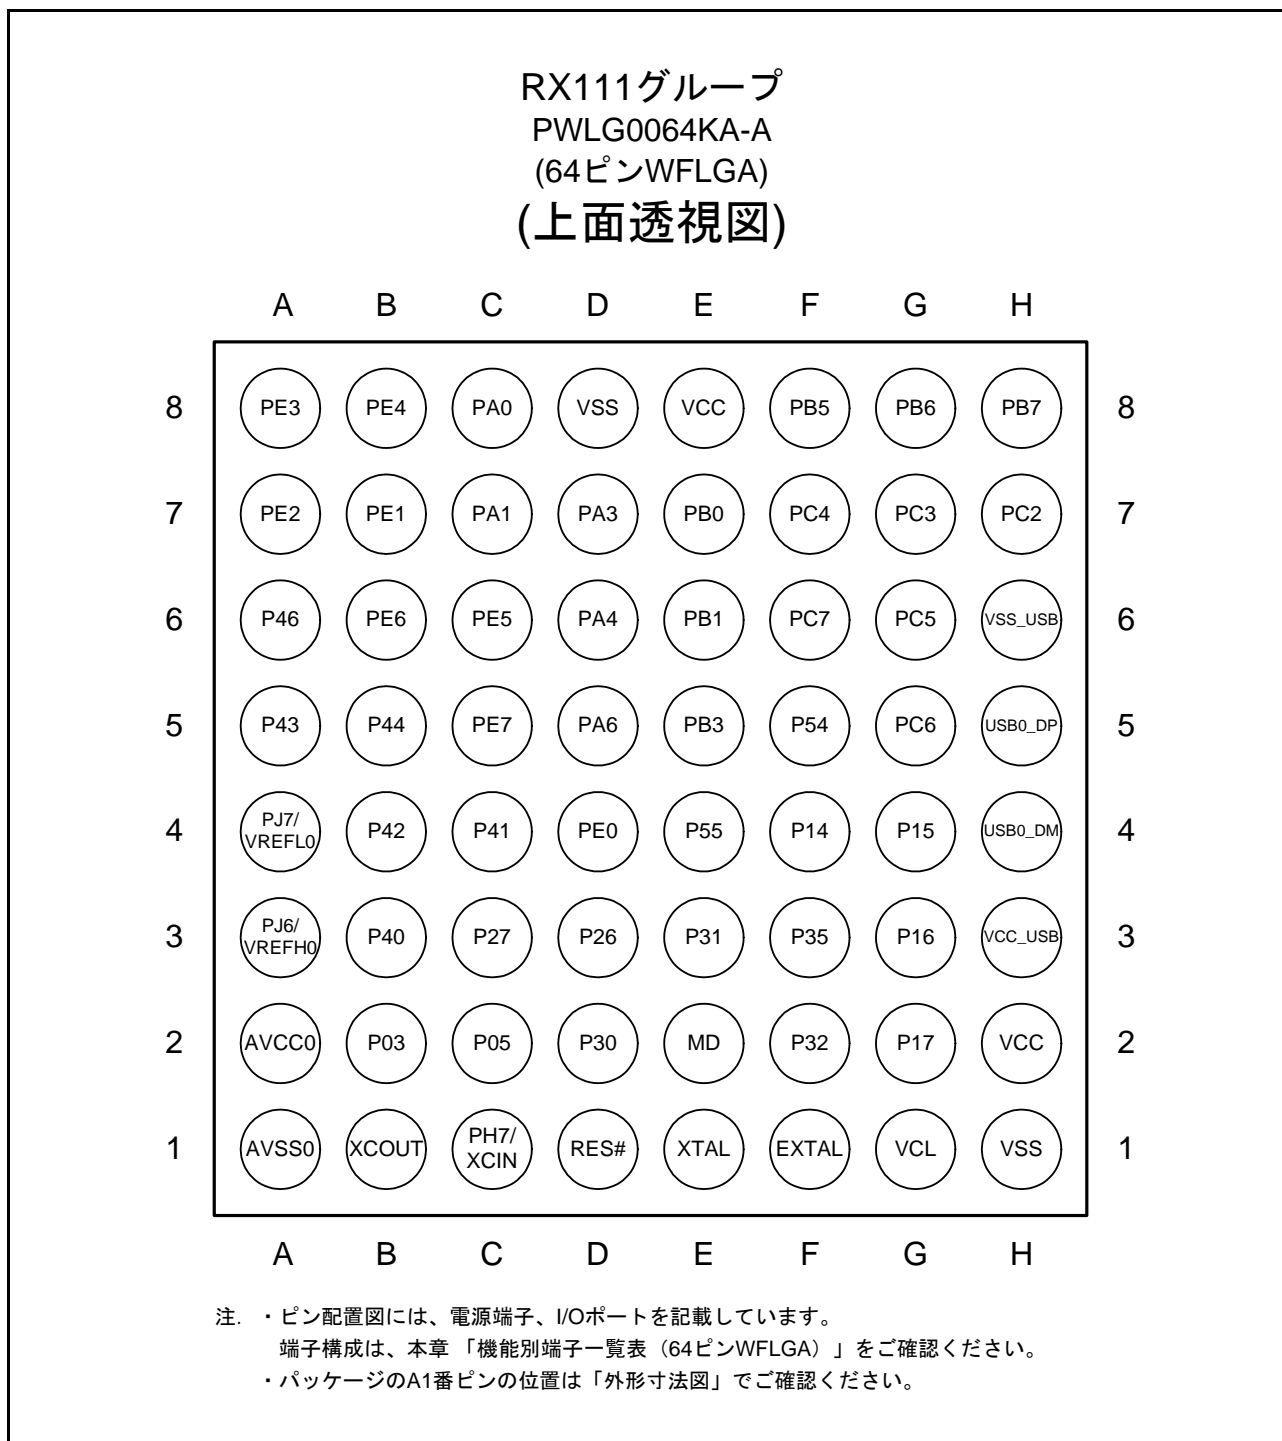 RX111グループ
PWLG0064KA-A
(64ピンWFLGA)
(上面透視図)
A B C D E F G H
8 PE3 PE4 PA0 VSS VCC PB5 PB6 PB7 8
7 PE2 PE1 PA1 PA3 PB0 PC4 PC3 PC2 7
6 P46 PE6 PE5 PA4 PB1 PC7 PC5 VSS_USB 6
5 P43 P44 PE7 PA6 PB3 P54 PC6 USB0_DP 5
4 PJ7/VREFL0 P42 P41 PE0 P55 P14 P15 USB0_DM 4
3 PJ6/VREFH0 P40 P27 P26 P31 P35 P16 VCC_USB 3
2 AVCC0 P03 P05 P30 MD P32 P17 VCC 2
1 AVSS0 XCOUT PH7/XCIN RES# XTAL EXTAL VCL VSS 1
A B C D E F G H
注. ・ピン配置図には、電源端子、I/Oポートを記載しています。
端子構成は、本章 「機能別端子一覧表（64ピンWFLGA）」をご確認ください。
・パッケージのA1番ピンの位置は「外形寸法図」でご確認ください。